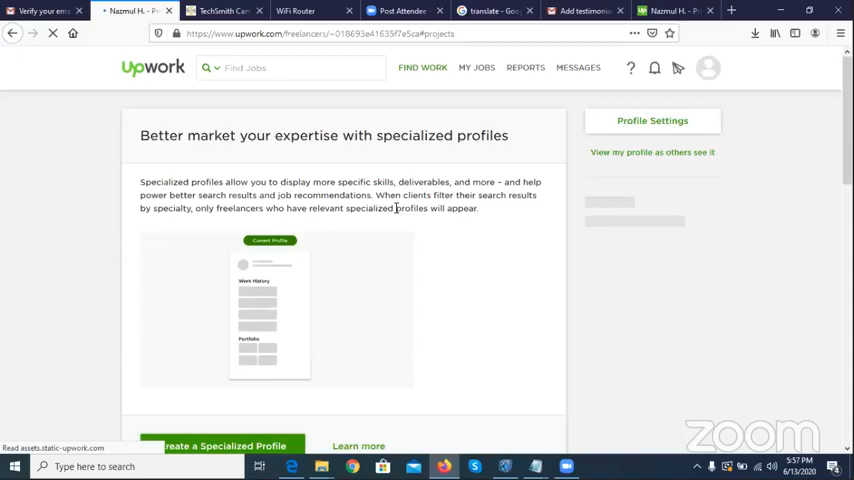 Verify your ema
Nazmul H. - Pr
TechSmith Cam
WiFi Router
Post Attendee
translate - Goo
Add testimonia
Nazmul H. - Pr
https://www.upwork.com/freelancers/~018693e41635f7e5ca#projects
upwork
Find Jobs
FIND WORK
MY JOBS
REPORTS
MESSAGES
Better market your expertise with specialized profiles
Profile Settings
View my profile as others see it
Specialized profiles allow you to display more specific skills, deliverables, and more – and help
power better search results and job recommendations. When clients filter their search results
by specialty, only freelancers who have relevant specialized profiles will appear.
Current Profile
Work History
Portfolio
Create a Specialized Profile
Learn more
zoom
Read assets.static-upwork.com
Type here to search
5:57 PM
6/13/2020
4